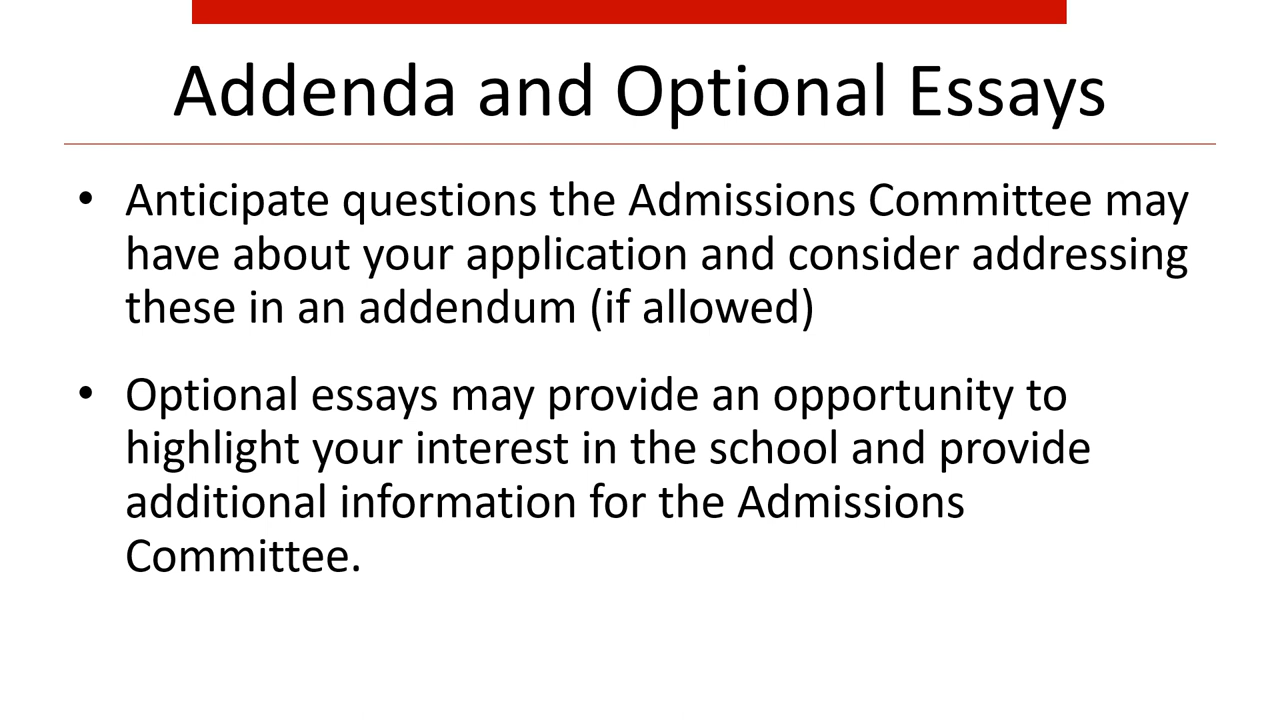 Addenda and Optional Essays
• Anticipate questions the Admissions Committee may
have about your application and consider addressing
these in an addendum (if allowed)
• Optional essays may provide an opportunity to
highlight your interest in the school and provide
additional information for the Admissions
Committee.